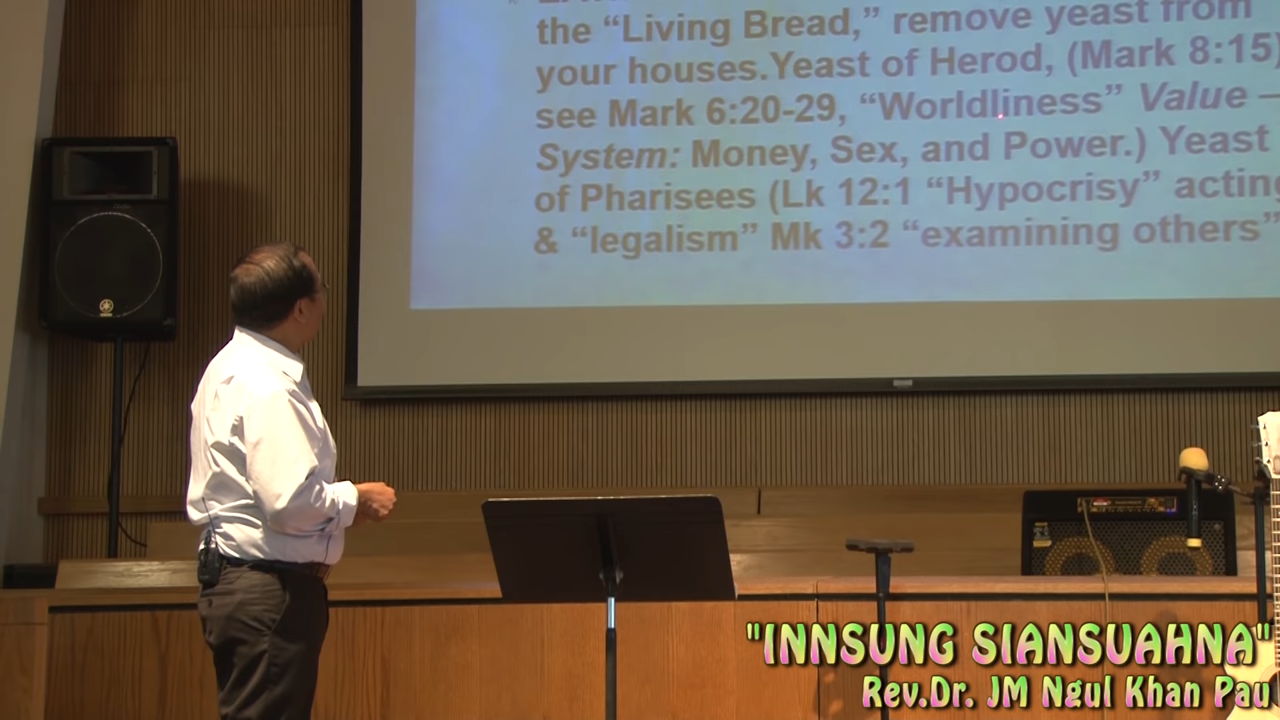 the “Living Bread,” remove yeast from
your houses.Yeast of Herod, (Mark 8:15)
see Mark 6:20-29, “Worldliness” Value –
System: Money, Sex, and Power.) Yeast
of Pharisees (Lk 12:1 “Hypocrisy” acting
& “legalism” Mk 3:2 “examining others”
"INNSUNG SIANSUAHNA"
Rev.Dr. JM Ngul Khan Pau